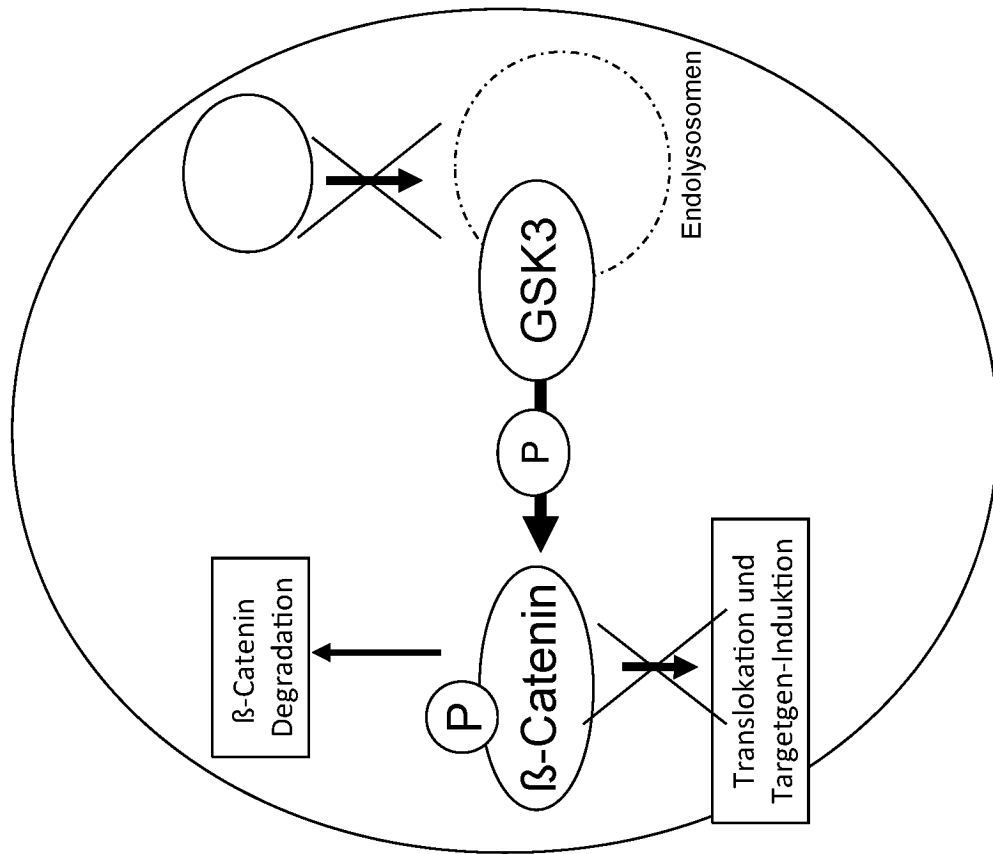 Translokation und
Targetgen-Induktion
ß-Catenin
P
ß-Catenin
Degradation
P
GSK3
Endolysosomen